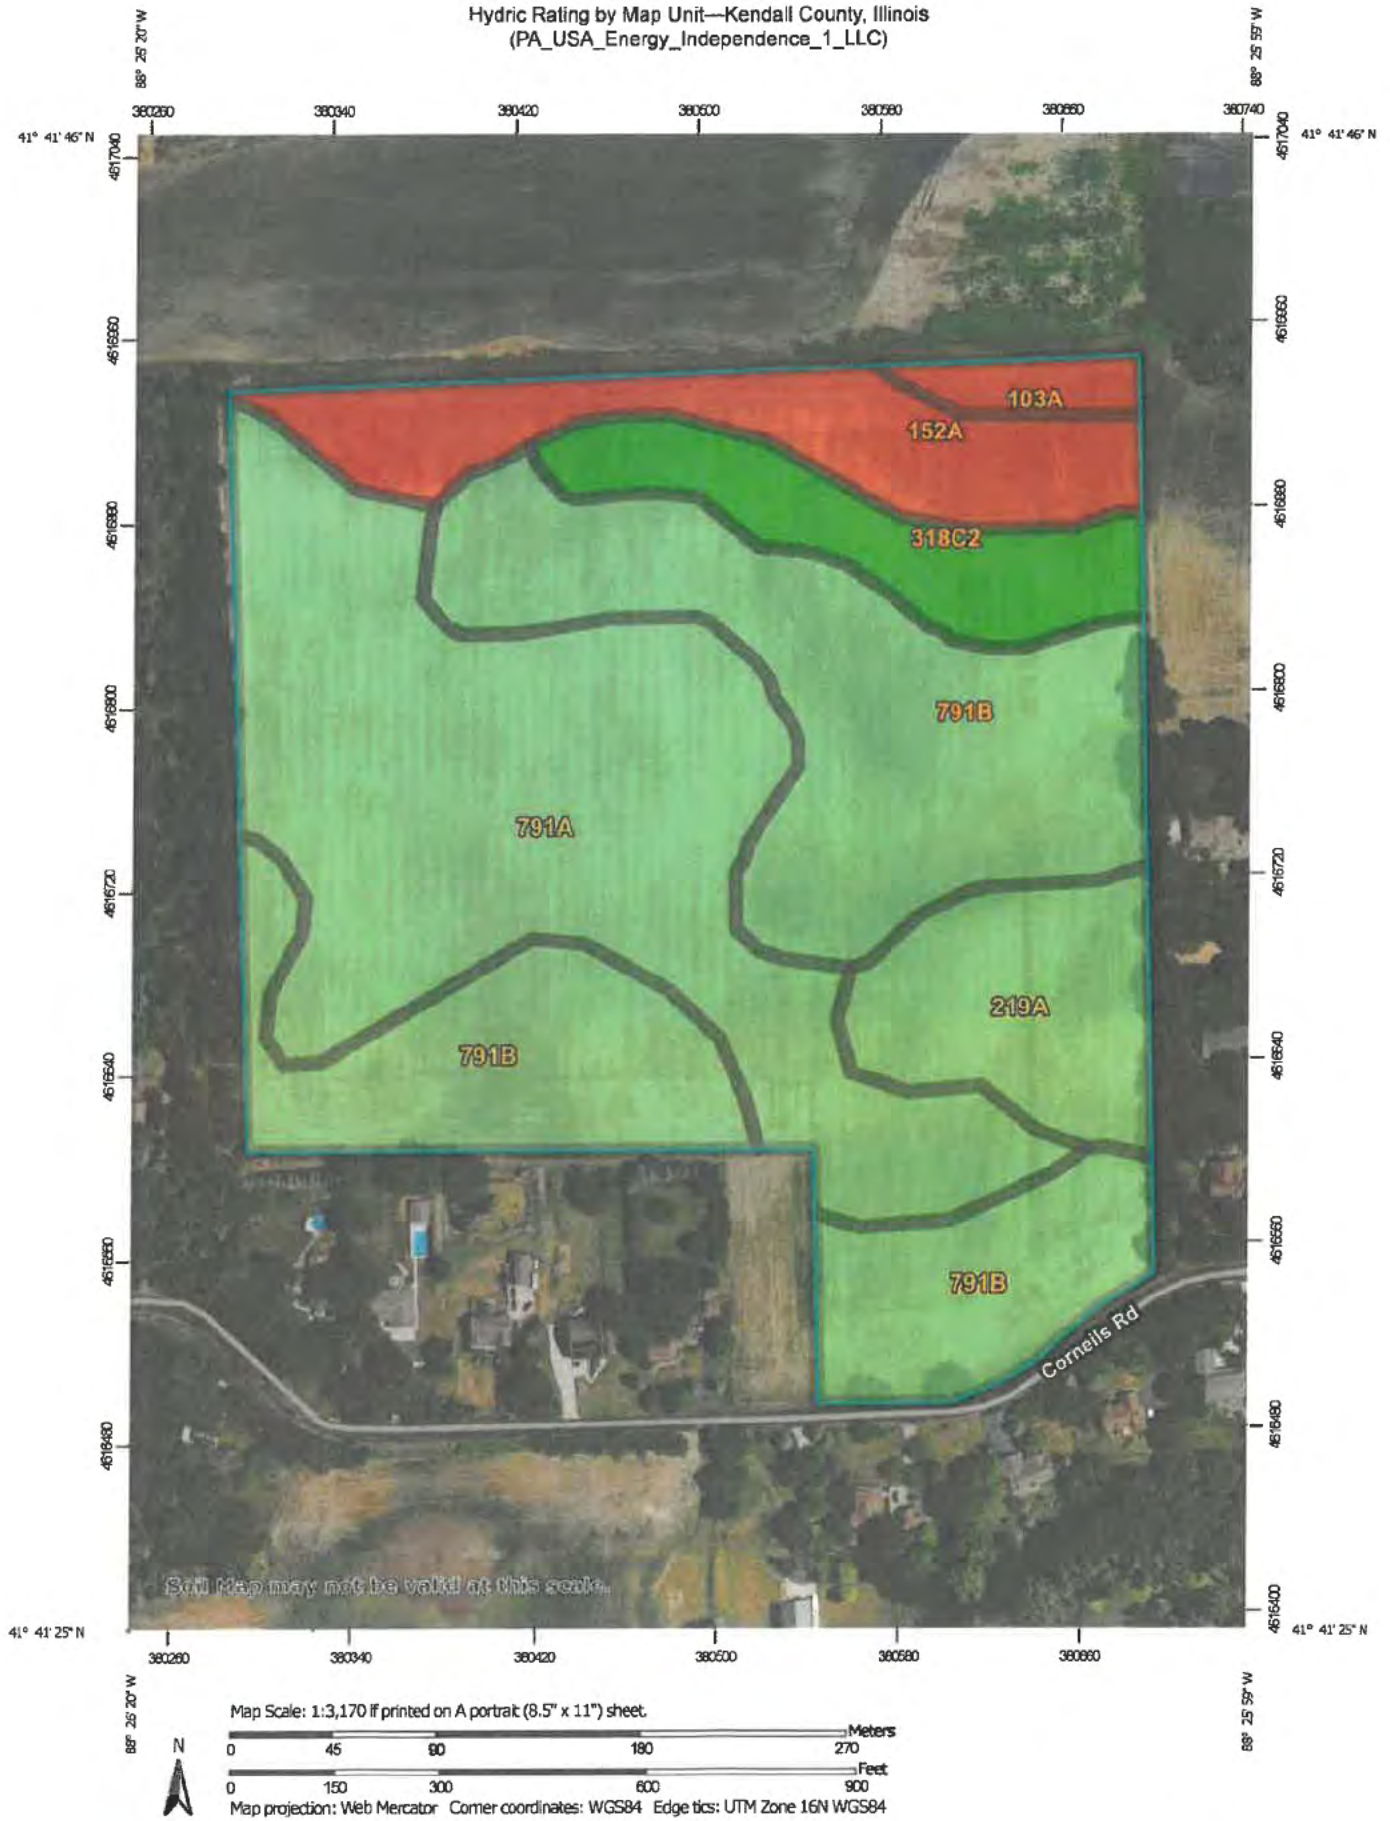 Hydric Rating by Map Unit—Kendall County, Illinois
(PA_USA_Energy_Independence_1_LLC)
88° 26' 20" W
88° 25' 59" W
380260 380340 380420 380500 380580 380660 380740
41° 41' 46" N
41° 41' 46" N
4617040
4617040
4616960
4616960
103A
152A
4616880
4616880
318C2
4616800
4616800
791B
791A
4616720
4616720
219A
791B
4616640
4616640
4616560
4616560
791B
Corneils Rd
4616480
4616480
Soil Map may not be valid at this scale.
4616400
41° 41' 25" N
41° 41' 25" N
380260 380340 380420 380500 380580 380660
88° 26' 20" W
88° 25' 59" W
Map Scale: 1:3,170 if printed on A portrait (8.5" x 11") sheet.
N
Meters
0 45 90 180 270
Feet
0 150 300 600 900
Map projection: Web Mercator Corner coordinates: WGS84 Edge tics: UTM Zone 16N WGS84